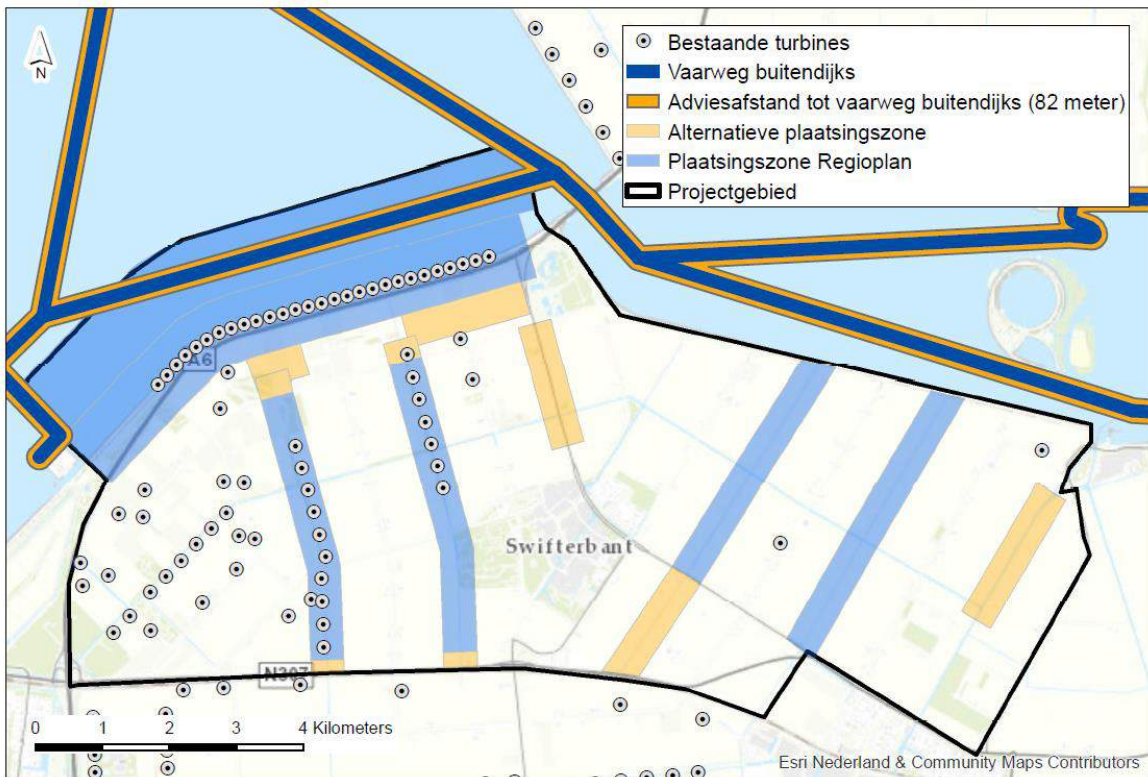 N
Bestaande turbines
Vaarweg buitendijks
Adviesafstand tot vaarweg buitendijks (82 meter)
Alternatieve plaatsingszone
Plaatsingszone Regioplan
Projectgebied
A6
Swifterbant
N307
0 1 2 3 4 Kilometers
Esri Nederland & Community Maps Contributors